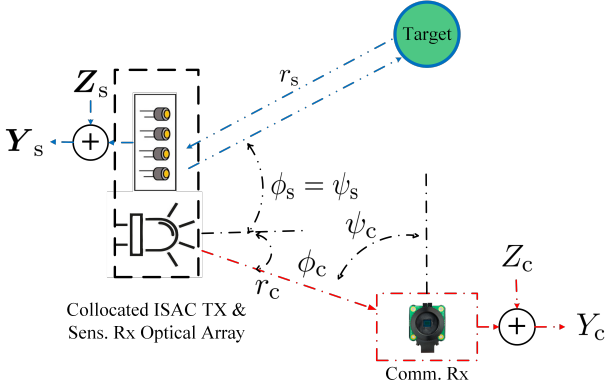 Target
r_s
Z_s
+
Y_s
ϕ_s = ψ_s
ψ_c
ϕ_c
r_c
Z_c
+
Y_c
Collocated ISAC TX &
Sens. Rx Optical Array
Comm. Rx